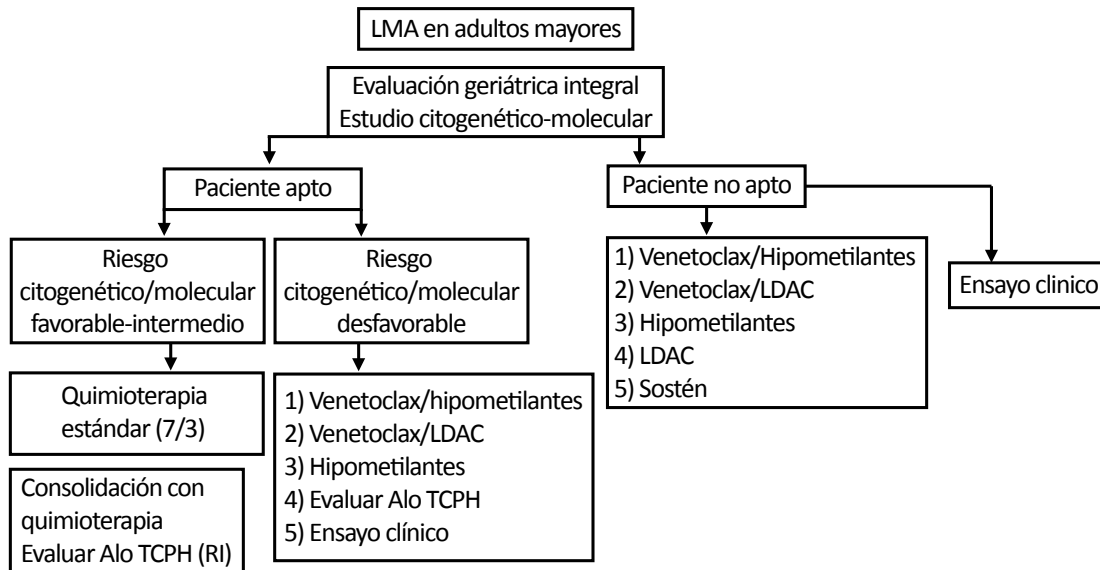 LMA en adultos mayores
Evaluación geriátrica integral
Estudio citogenético-molecular
Paciente apto
Paciente no apto
Riesgo
citogenético/molecular
favorable-intermedio
Riesgo
citogenético/molecular
desfavorable
1) Venetoclax/Hipometilantes
2) Venetoclax/LDAC
3) Hipometilantes
4) LDAC
5) Sostén
Ensayo clinico
Quimioterapia
estándar (7/3)
1) Venetoclax/hipometilantes
2) Venetoclax/LDAC
3) Hipometilantes
4) Evaluar Alo TCPH
5) Ensayo clínico
Consolidación con
quimioterapia
Evaluar Alo TCPH (RI)